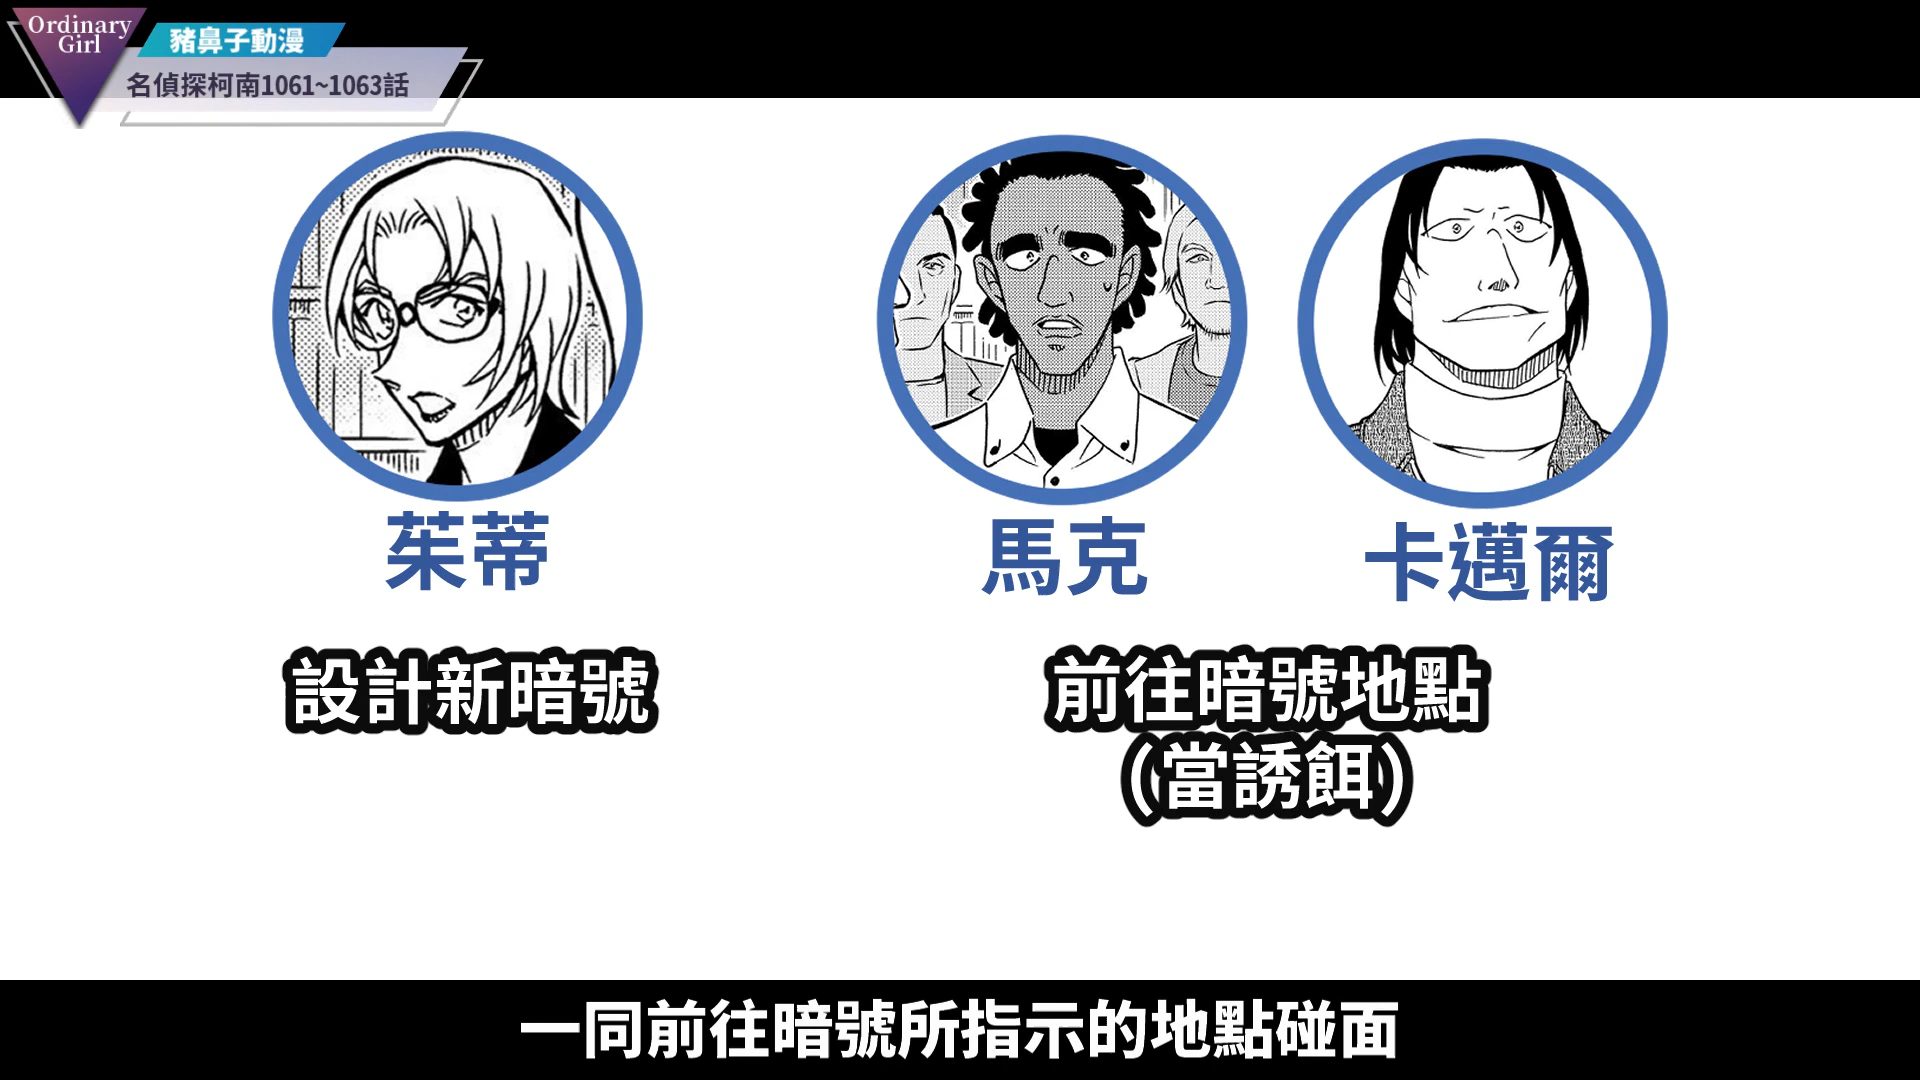 Ordinary
Girl
豬鼻子動漫
名偵探柯南1061~1063話
茱蒂
馬克
卡邁爾
設計新暗號
前往暗號地點
(當誘餌)
一同前往暗號所指示的地點碰面